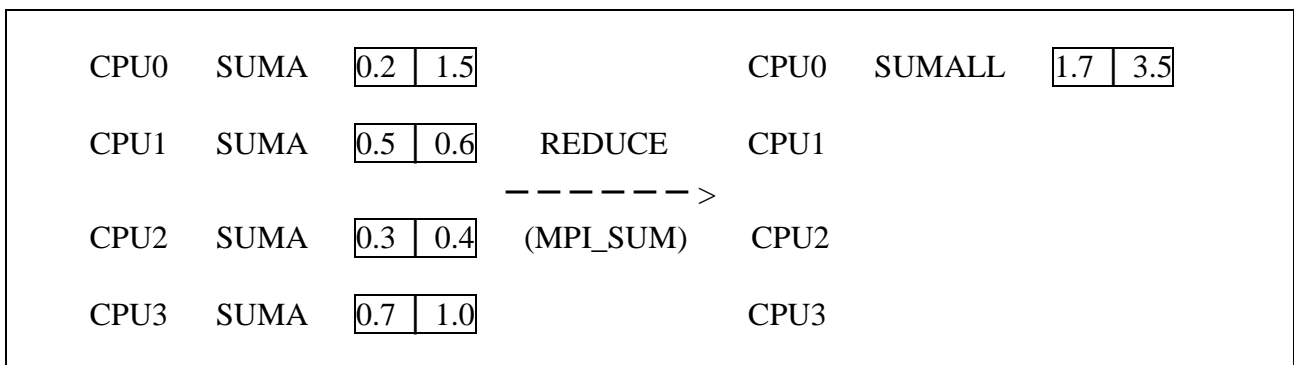 CPU0 SUMA 0.2 | 1.5 CPU0 SUMALL 1.7 | 3.5
CPU1 SUMA 0.5 | 0.6 REDUCE CPU1
－－－－－－>
CPU2 SUMA 0.3 | 0.4 (MPI_SUM) CPU2
CPU3 SUMA 0.7 | 1.0 CPU3